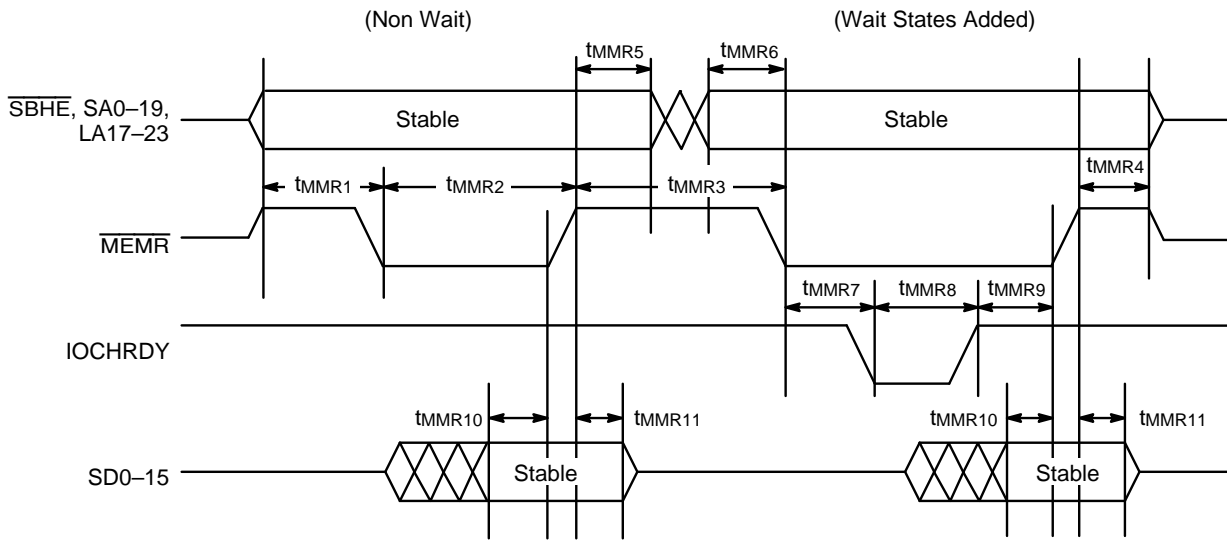 (Non Wait) (Wait States Added)
tMMR5 tMMR6
SBHE, SA0–19,
LA17–23
Stable Stable
tMMR1 tMMR2 tMMR3 tMMR4
MEMR
tMMR7 tMMR8 tMMR9
IOCHRDY
tMMR10 tMMR11 tMMR10 tMMR11
SD0–15 Stable Stable